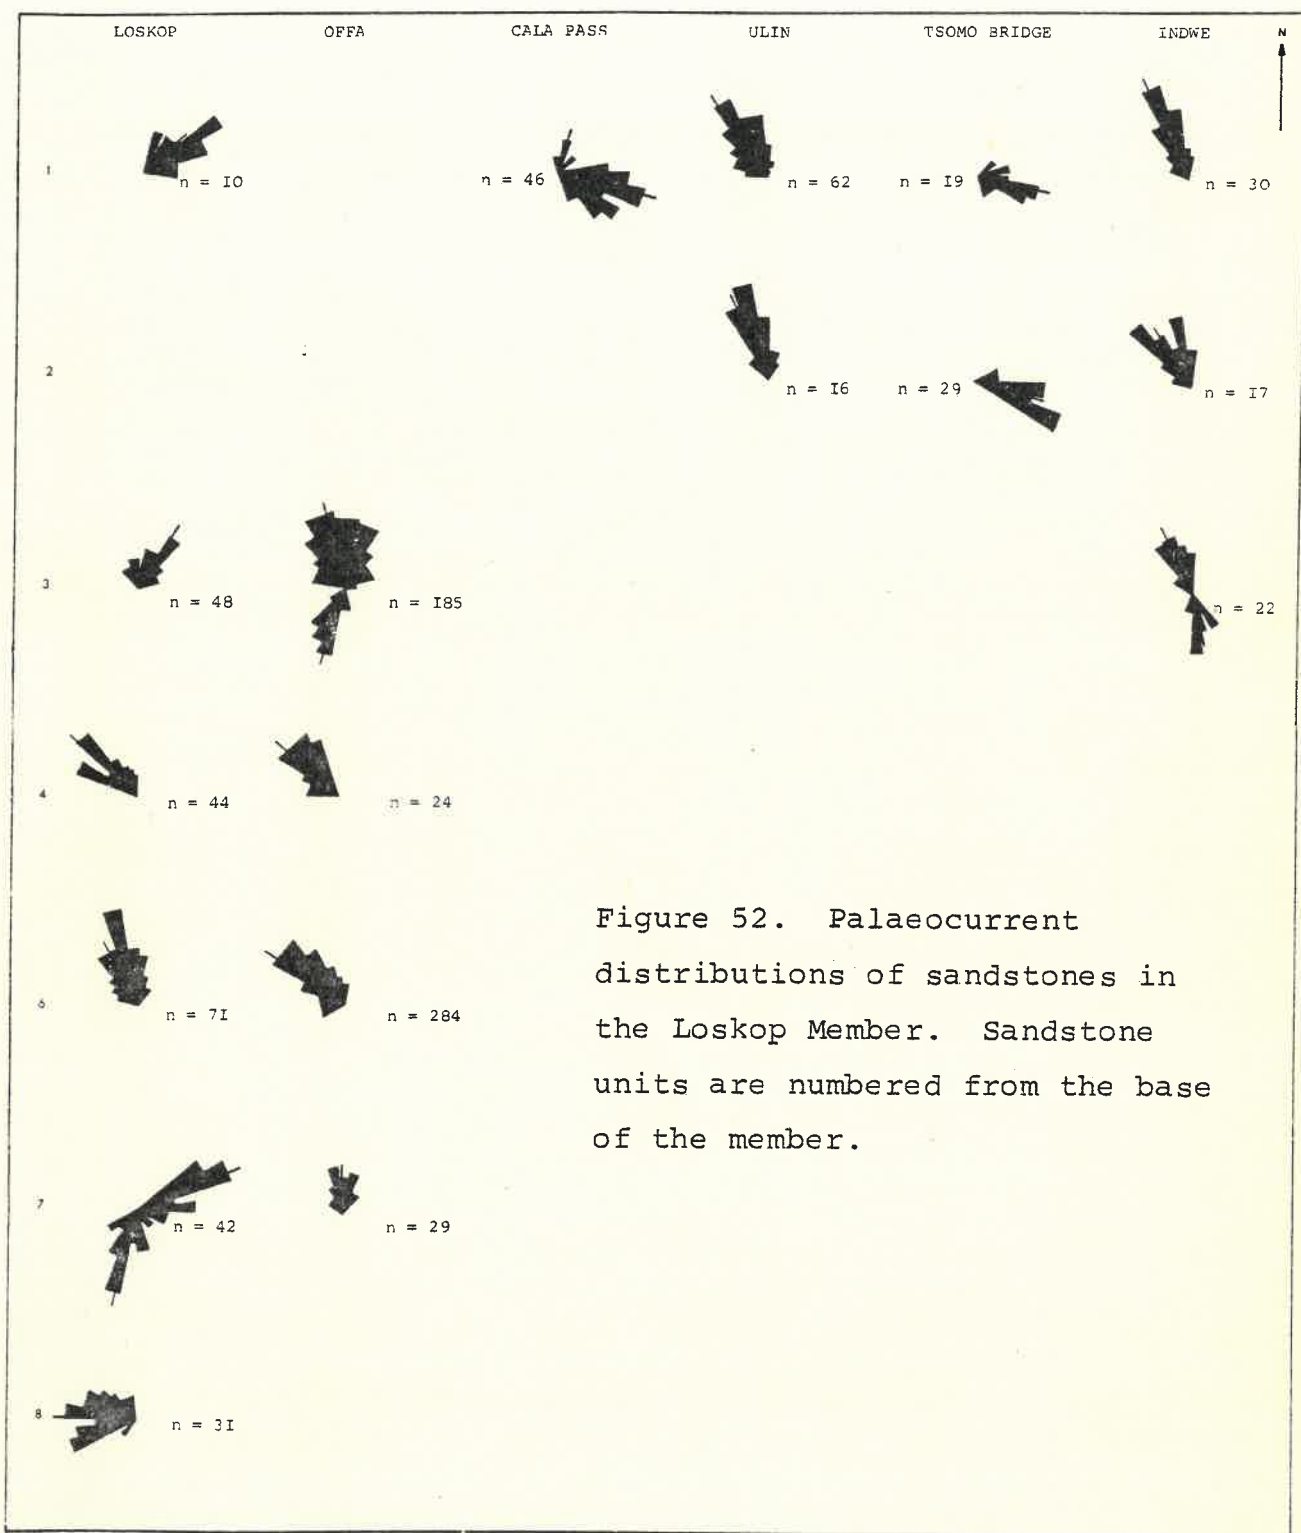 LOSKOP OFFA CALA PASS ULIN TSOMO BRIDGE INDWE N
1 n = 10 n = 46 n = 62 n = 19 n = 30
2 n = 16 n = 29 n = 17
3 n = 48 n = 185 n = 22
4 n = 44 n = 24
6 n = 71 n = 284
7 n = 42 n = 29
8 n = 31
Figure 52. Palaeocurrent
distributions of sandstones in
the Loskop Member. Sandstone
units are numbered from the base
of the member.